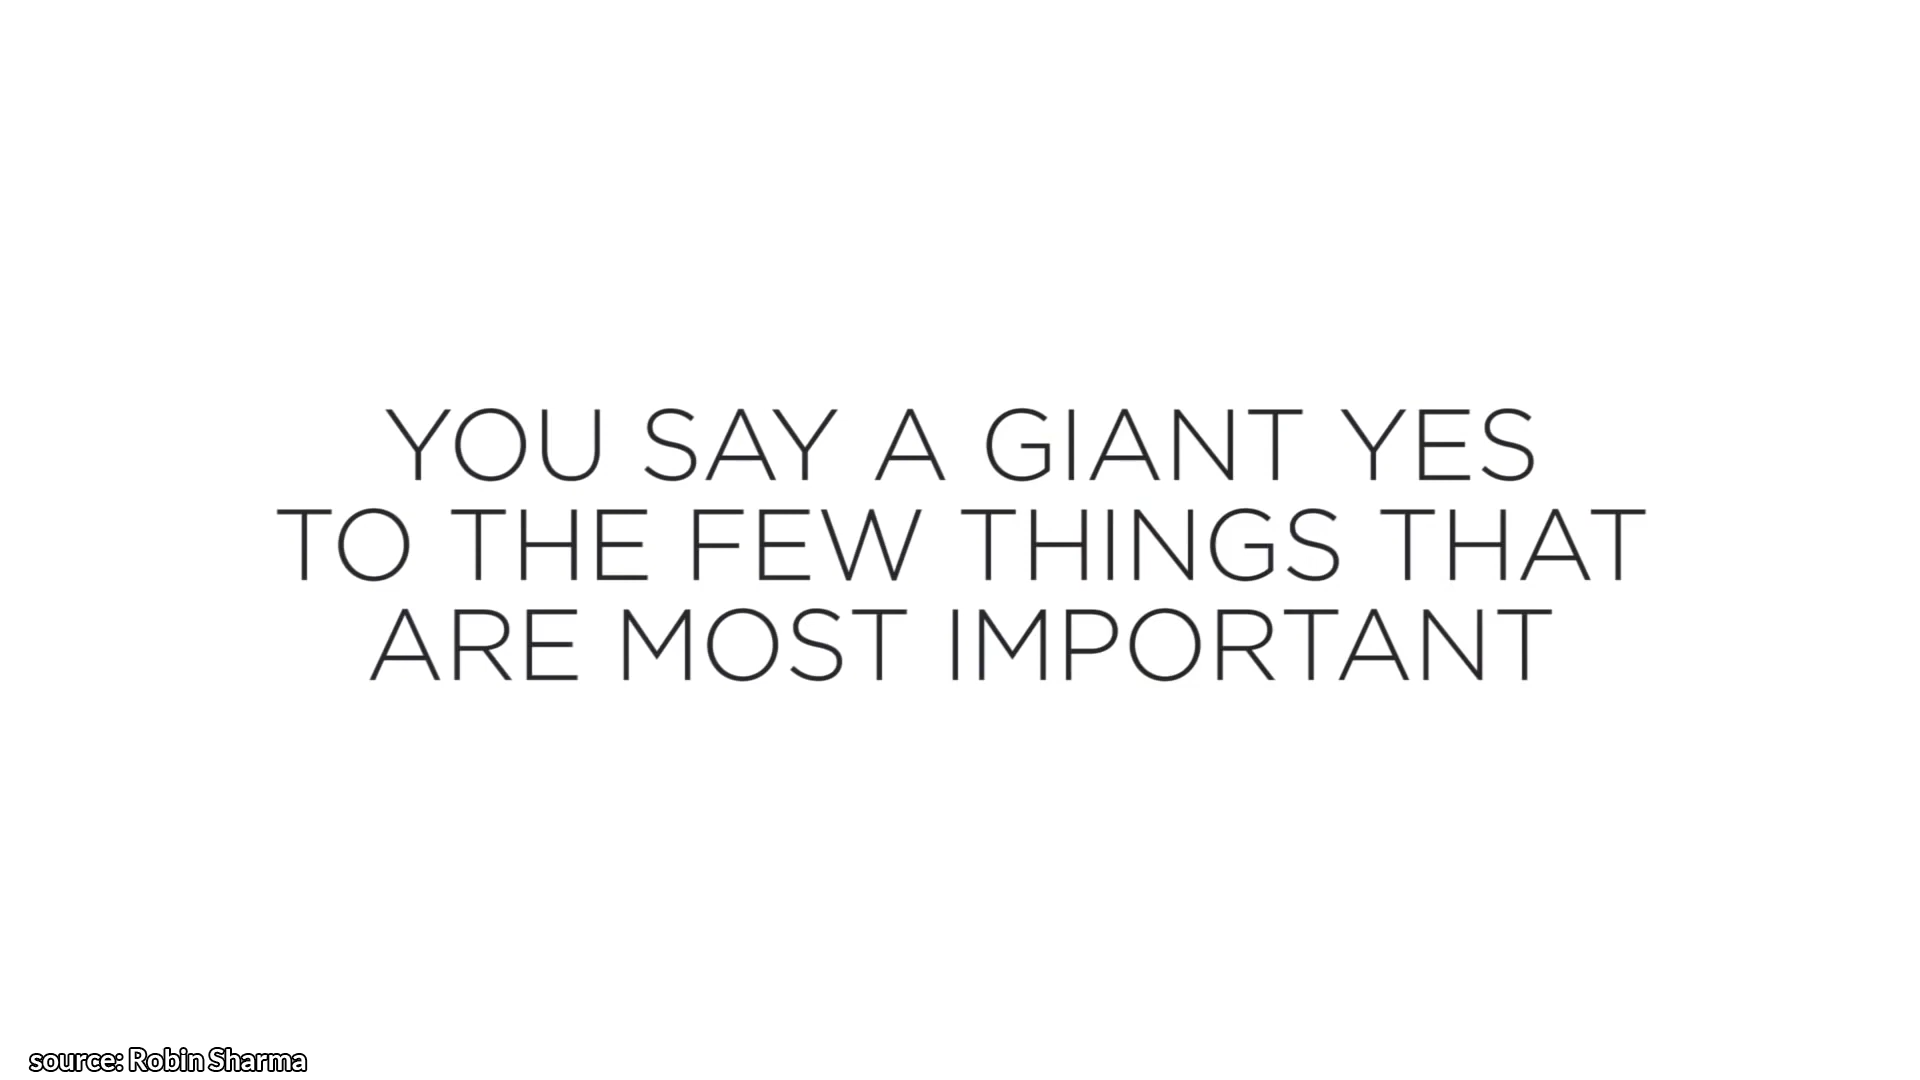 YOU SAY A GIANT YES
TO THE FEW THINGS THAT
ARE MOST IMPORTANT
source: Robin Sharma